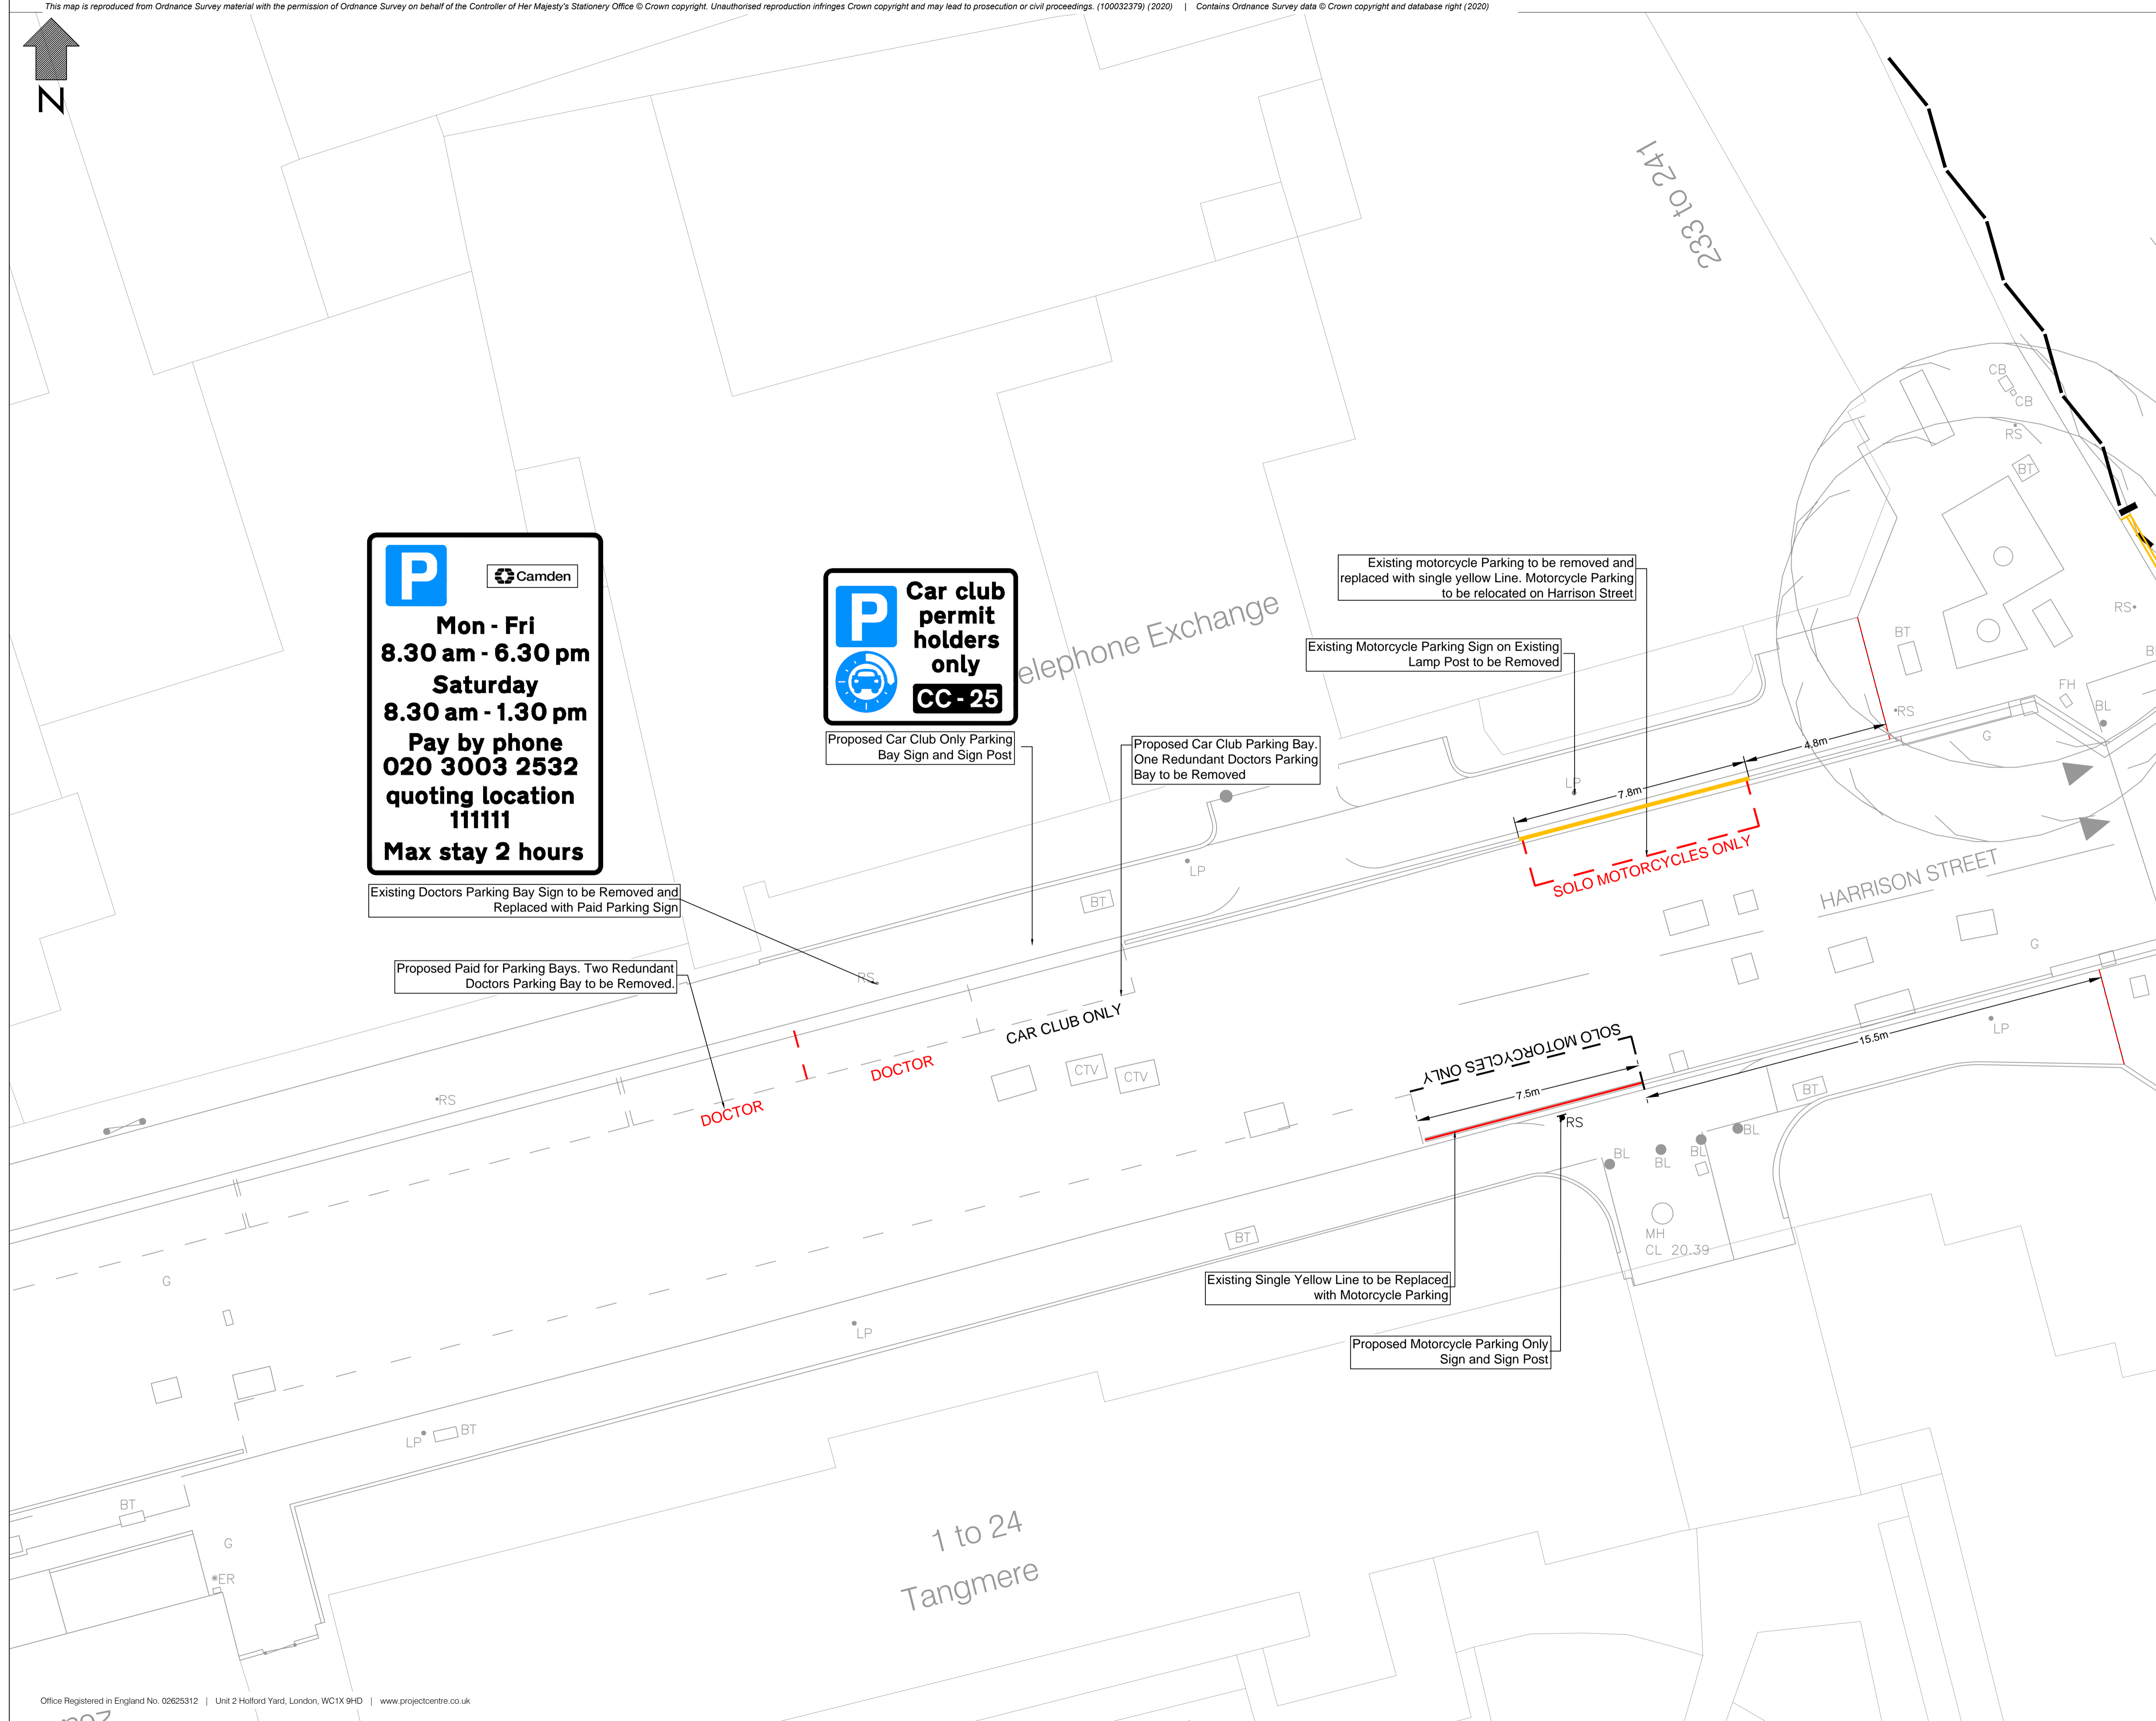 This map is reproduced from Ordnance Survey material with the permission of Ordnance Survey on behalf of the Controller of Her Majesty's Stationery Office © Crown copyright. Unauthorised reproduction infringes Crown copyright and may lead to prosecution or civil proceedings. (100032379) (2020) | Contains Ordnance Survey data © Crown copyright and database right (2020)
N
233 to 241
CB
CB
RS
BT
RS
BT
FH
BL
RS
G
P
Camden
Mon - Fri
8.30 am - 6.30 pm
Saturday
8.30 am - 1.30 pm
Pay by phone
020 3003 2532
quoting location
111111
Max stay 2 hours
P
Car club
permit
holders
only
CC - 25
elephone Exchange
Existing motorcycle Parking to be removed and
replaced with single yellow Line. Motorcycle Parking
to be relocated on Harrison Street
Existing Motorcycle Parking Sign on Existing
Lamp Post to be Removed
Proposed Car Club Only Parking
Bay Sign and Sign Post
Proposed Car Club Parking Bay.
One Redundant Doctors Parking
Bay to be Removed
LP
7.8m
4.8m
SOLO MOTORCYCLES ONLY
HARRISON STREET
G
LP
BT
Existing Doctors Parking Bay Sign to be Removed and
Replaced with Paid Parking Sign
RS
Proposed Paid for Parking Bays. Two Redundant
Doctors Parking Bay to be Removed.
CAR CLUB ONLY
DOCTOR
DOCTOR
CTV
CTV
RS
SOLO MOTORCYCLES ONLY
7.5m
15.5m
LP
BT
RS
BL
BL
BL
BL
MH
CL 20.39
BT
G
Existing Single Yellow Line to be Replaced
with Motorcycle Parking
Proposed Motorcycle Parking Only
Sign and Sign Post
LP
LP
BT
BT
G
ER
1 to 24
Tangmere
Office Registered in England No. 02625312 | Unit 2 Holford Yard, London, WC1X 9HD | www.projectcentre.co.uk